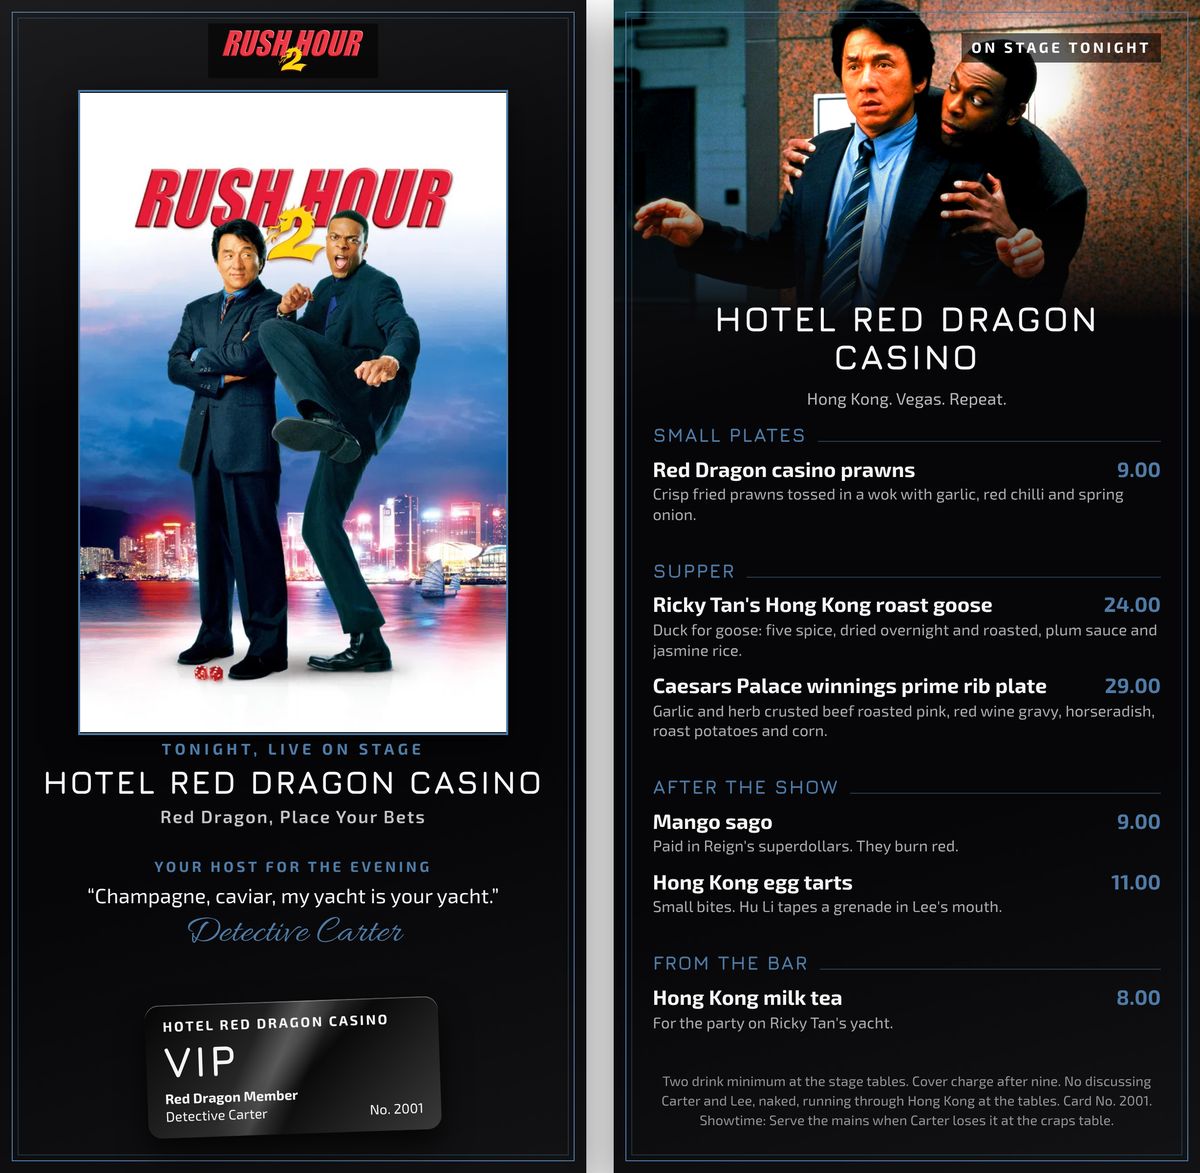 RUSH HOUR 2
RUSH HOUR 2
TONIGHT, LIVE ON STAGE
HOTEL RED DRAGON CASINO
Red Dragon, Place Your Bets
YOUR HOST FOR THE EVENING
“Champagne, caviar, my yacht is your yacht.”
Detective Carter
HOTEL RED DRAGON CASINO
VIP
Red Dragon Member
Detective Carter
No. 2001
ON STAGE TONIGHT
HOTEL RED DRAGON
CASINO
Hong Kong. Vegas. Repeat.
SMALL PLATES
Red Dragon casino prawns 9.00
Crisp fried prawns tossed in a wok with garlic, red chilli and spring
onion.
SUPPER
Ricky Tan's Hong Kong roast goose 24.00
Duck for goose: five spice, dried overnight and roasted, plum sauce and
jasmine rice.
Caesars Palace winnings prime rib plate 29.00
Garlic and herb crusted beef roasted pink, red wine gravy, horseradish,
roast potatoes and corn.
AFTER THE SHOW
Mango sago 9.00
Paid in Reign's superdollars. They burn red.
Hong Kong egg tarts 11.00
Small bites. Hu Li tapes a grenade in Lee's mouth.
FROM THE BAR
Hong Kong milk tea 8.00
For the party on Ricky Tan's yacht.
Two drink minimum at the stage tables. Cover charge after nine. No discussing
Carter and Lee, naked, running through Hong Kong at the tables. Card No. 2001.
Showtime: Serve the mains when Carter loses it at the craps table.